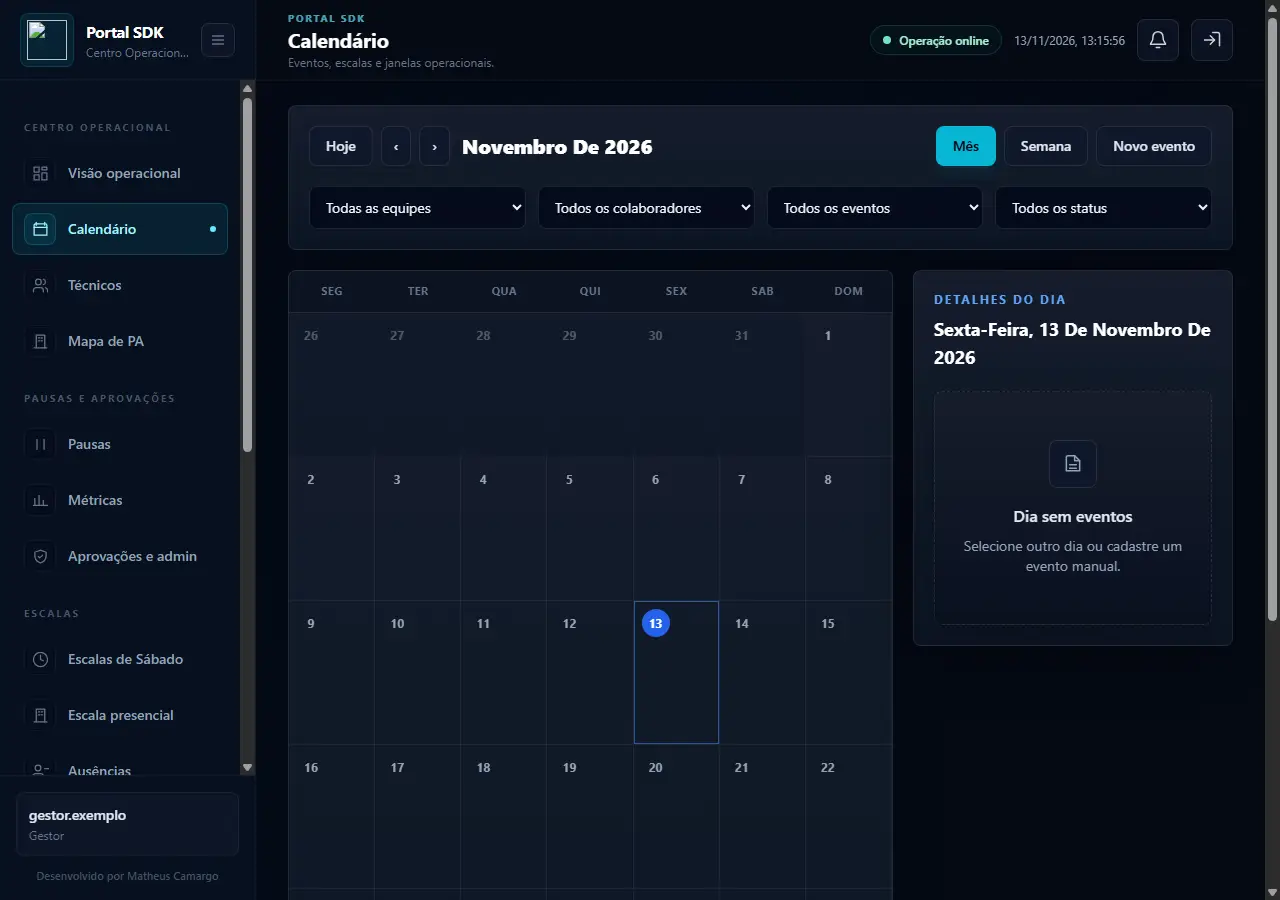 Portal SDK
Centro Operacion...
CENTRO OPERACIONAL
Visão operacional
Calendário
Técnicos
Mapa de PA
PAUSAS E APROVAÇÕES
Pausas
Métricas
Aprovações e admin
ESCALAS
Escalas de Sábado
Escala presencial
Ausências
gestor.exemplo
Gestor
Desenvolvido por Matheus Camargo
PORTAL SDK
Calendário
Eventos, escalas e janelas operacionais.
Operação online
13/11/2026, 13:15:56
Hoje ‹ › Novembro De 2026
Mês Semana Novo evento
Todas as equipes Todos os colaboradores Todos os eventos Todos os status
SEG TER QUA QUI SEX SAB DOM
26 27 28 29 30 31 1
2 3 4 5 6 7 8
9 10 11 12 13 14 15
16 17 18 19 20 21 22
DETALHES DO DIA
Sexta-Feira, 13 De Novembro De
2026
Dia sem eventos
Selecione outro dia ou cadastre um
evento manual.